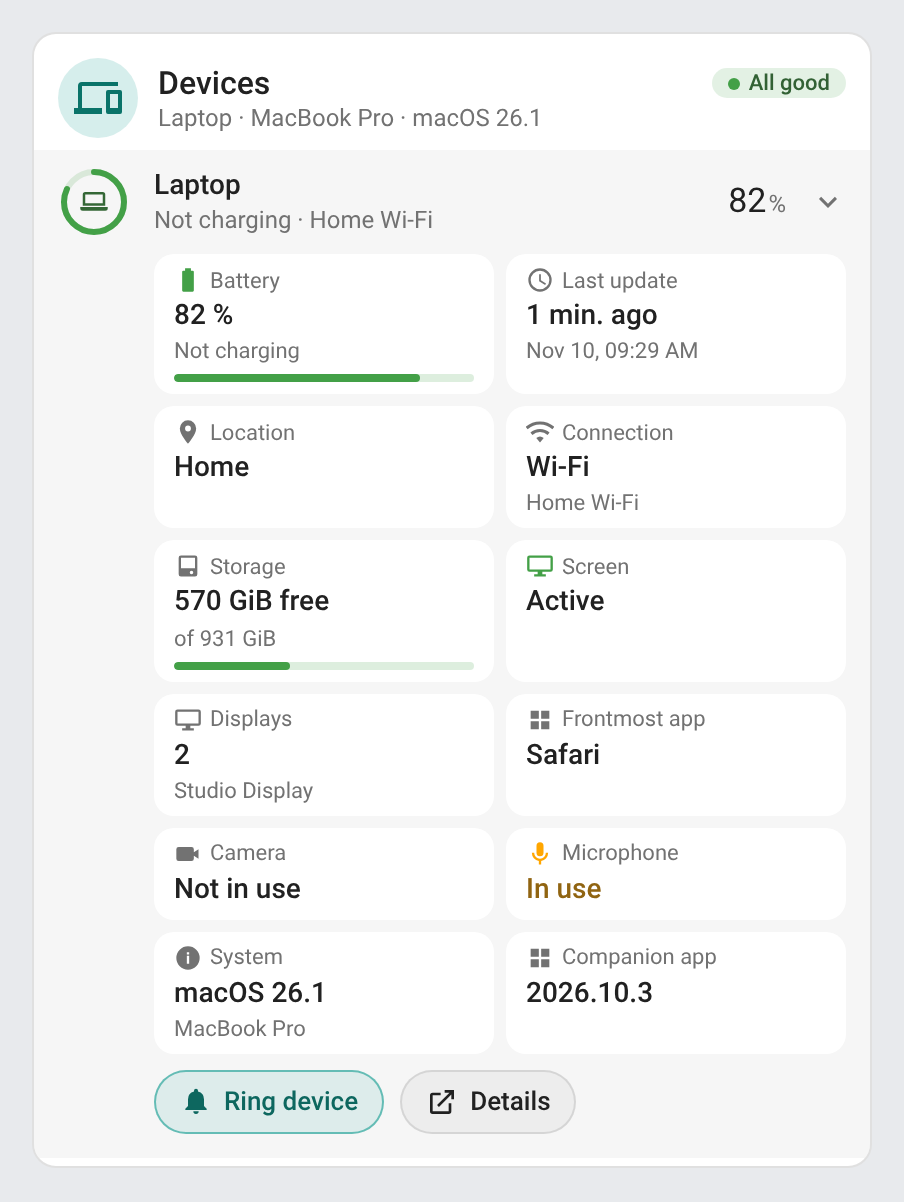 Devices
All good
Laptop · MacBook Pro · macOS 26.1
Laptop
Not charging · Home Wi-Fi
82%
Battery
82 %
Not charging
Last update
1 min. ago
Nov 10, 09:29 AM
Location
Home
Connection
Wi-Fi
Home Wi-Fi
Storage
570 GiB free
of 931 GiB
Screen
Active
Displays
2
Studio Display
Frontmost app
Safari
Camera
Not in use
Microphone
In use
System
macOS 26.1
MacBook Pro
Companion app
2026.10.3
Ring device
Details